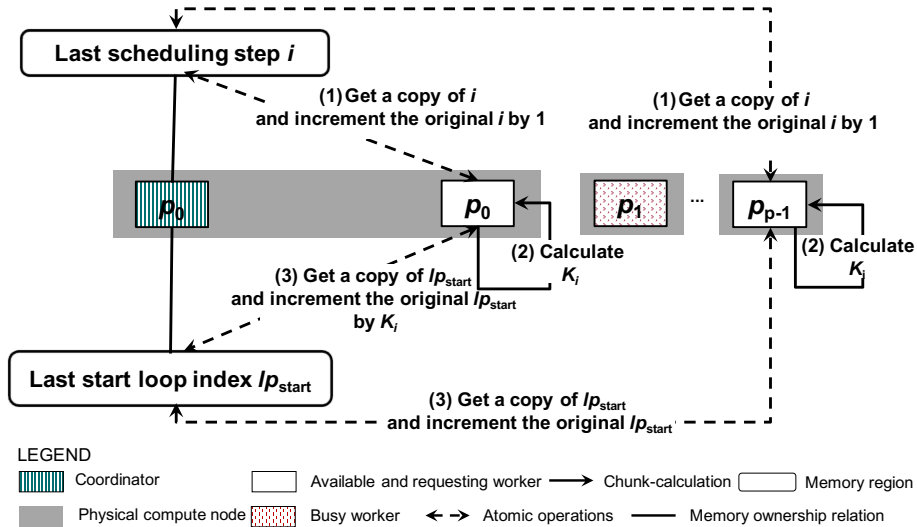 Last scheduling step i
(1) Get a copy of i
and increment the original i by 1
(1) Get a copy of i
and increment the original i by 1
p0
p0
p1
...
pp-1
(2) Calculate
Ki
(2) Calculate
Ki
(3) Get a copy of lpstart
and increment the original lpstart
by Ki
Last start loop index lpstart
(3) Get a copy of lpstart
and increment the original lpstart
LEGEND
Coordinator
Available and requesting worker
Chunk-calculation
Memory region
Physical compute node
Busy worker
Atomic operations
Memory ownership relation